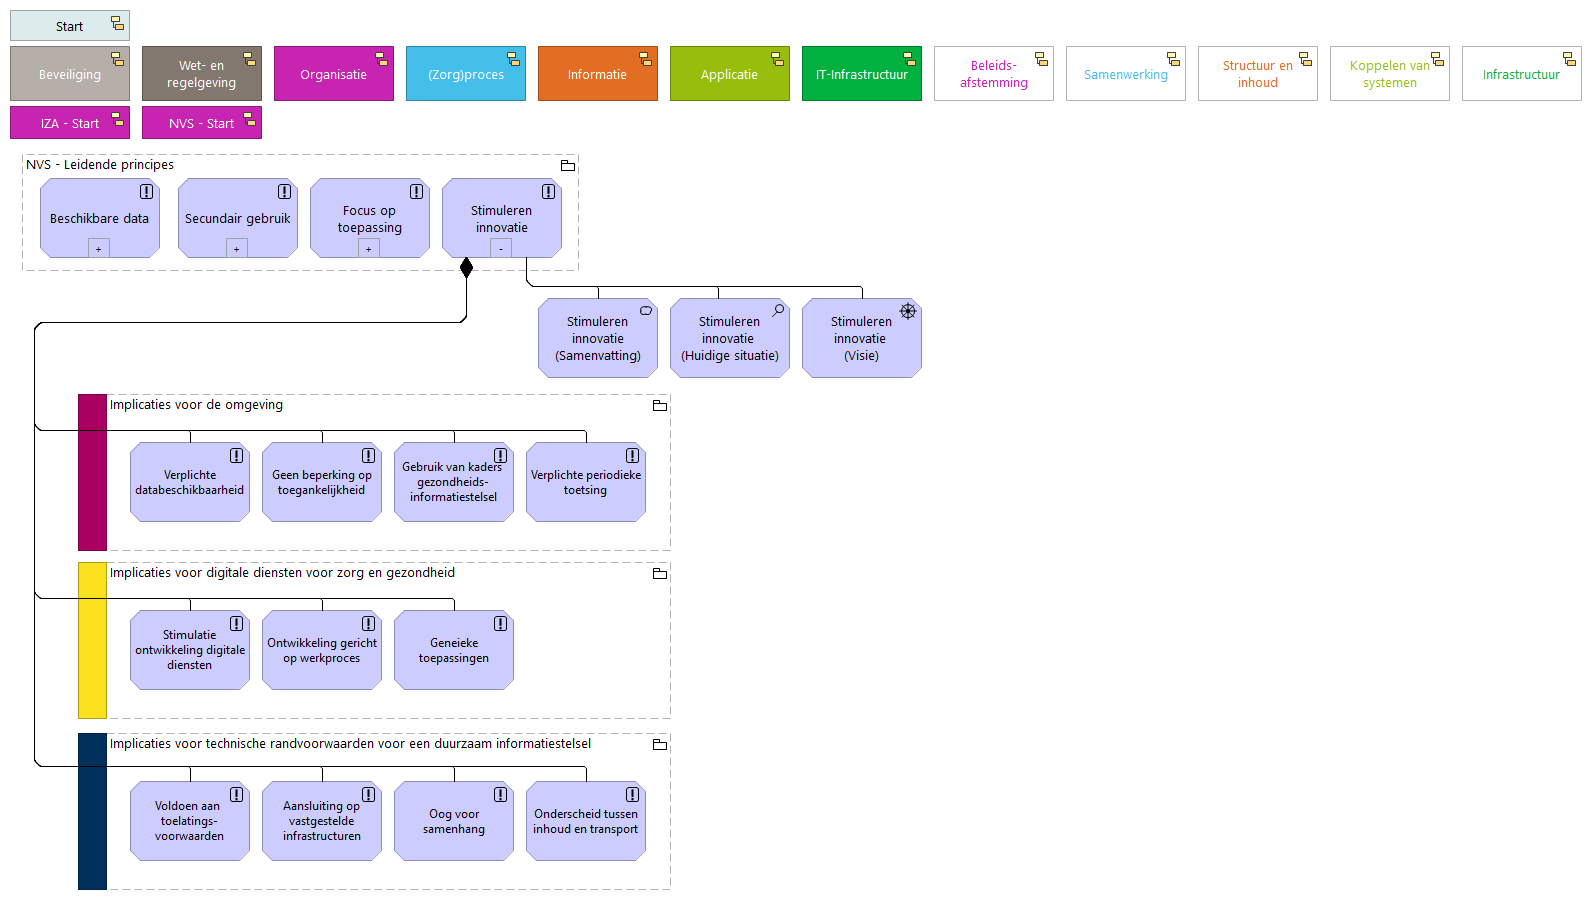 Start
Beveiliging
Wet- en
regelgeving
Organisatie
(Zorg)proces
Informatie
Applicatie
IT-Infrastructuur
Beleids-
afstemming
Samenwerking
Structuur en
inhoud
Koppelen van
systemen
Infrastructuur
IZA - Start
NVS - Start
NVS - Leidende principes
Beschikbare data
+
Secundair gebruik
+
Focus op
toepassing
+
Stimuleren
innovatie
-
Stimuleren
innovatie
(Samenvatting)
Stimuleren
innovatie
(Huidige situatie)
Stimuleren
innovatie
(Visie)
Implicaties voor de omgeving
Verplichte
databeschikbaarheid
Geen beperking op
toegankelijkheid
Gebruik van kaders
gezondheids-
informatiestelsel
Verplichte periodieke
toetsing
Implicaties voor digitale diensten voor zorg en gezondheid
Stimulatie
ontwikkeling digitale
diensten
Ontwikkeling gericht
op werkproces
Geneieke
toepassingen
Implicaties voor technische randvoorwaarden voor een duurzaam informatiestelsel
Voldoen aan
toelatings-
voorwaarden
Aansluiting op
vastgestelde
infrastructuren
Oog voor
samenhang
Onderscheid tussen
inhoud en transport